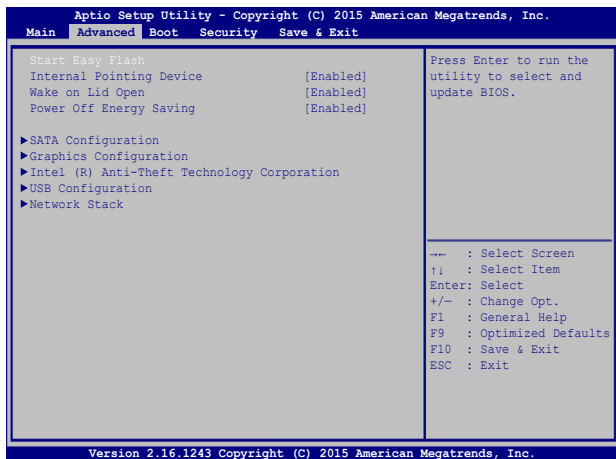 Aptio Setup Utility - Copyright (C) 2015 American Megatrends, Inc.
Main Advanced Boot Security Save & Exit
Start Easy Flash
Internal Pointing Device [Enabled]
Wake on Lid Open [Enabled]
Power Off Energy Saving [Enabled]
▶SATA Configuration
▶Graphics Configuration
▶Intel (R) Anti-Theft Technology Corporation
▶USB Configuration
▶Network Stack
Press Enter to run the
utility to select and
update BIOS.
→← : Select Screen
↑↓ : Select Item
Enter: Select
+/— : Change Opt.
F1 : General Help
F9 : Optimized Defaults
F10 : Save & Exit
ESC : Exit
Version 2.16.1243 Copyright (C) 2015 American Megatrends, Inc.